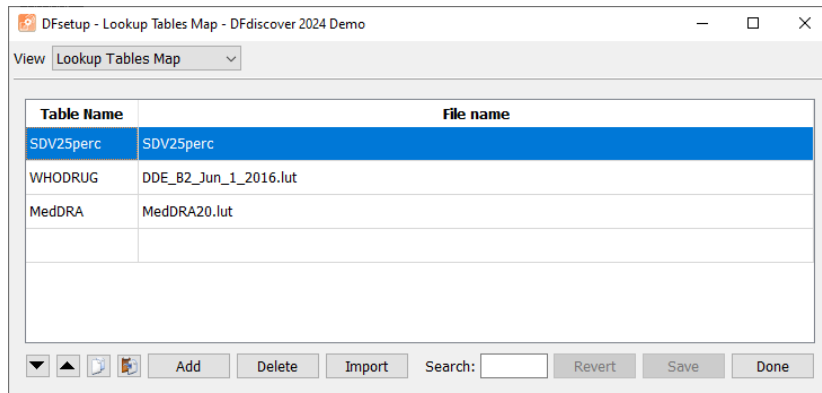 DFsetup - Lookup Tables Map - DFdiscover 2024 Demo
View Lookup Tables Map
Table Name File name
SDV25perc SDV25perc
WHODRUG DDE_B2_Jun_1_2016.lut
MedDRA MedDRA20.lut
Add Delete Import Search: Revert Save Done